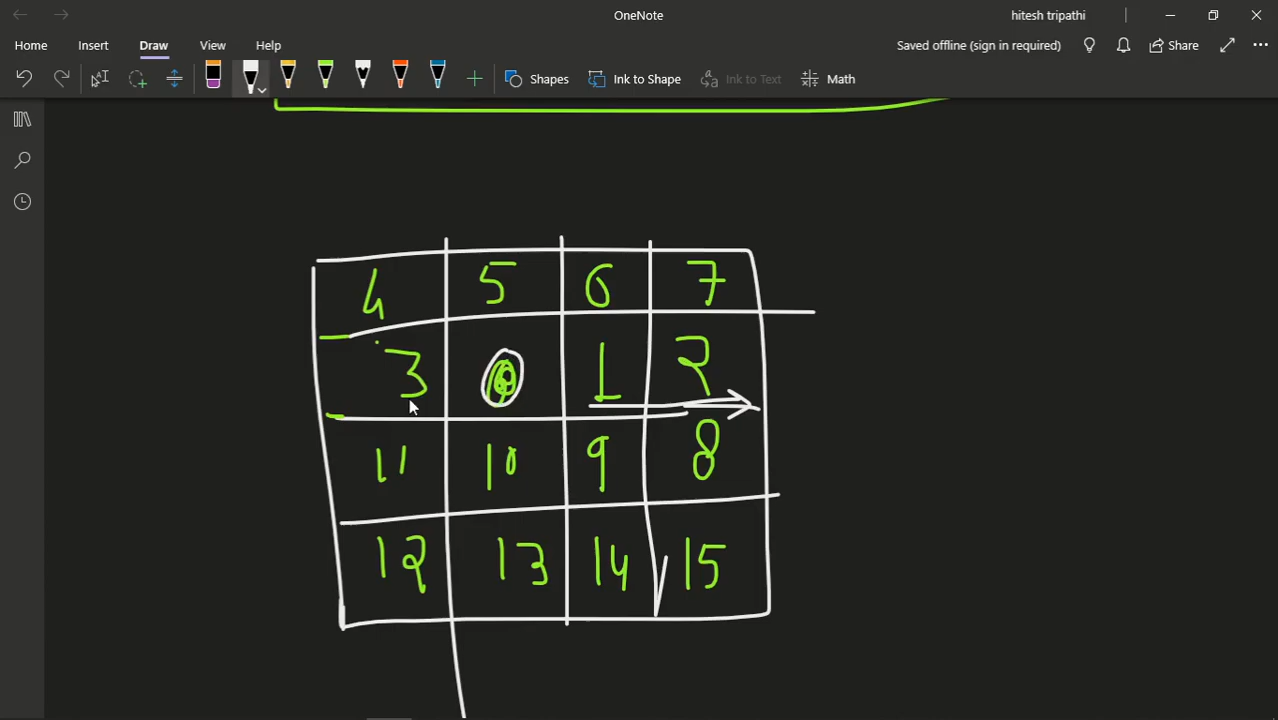 OneNote
hitesh tripathi
Home Insert Draw View Help
Saved offline (sign in required)
Share
Shapes
Ink to Shape
Ink to Text
Math
4 5 6 7
3 1 2
11 10 9 8
12 13 14 15